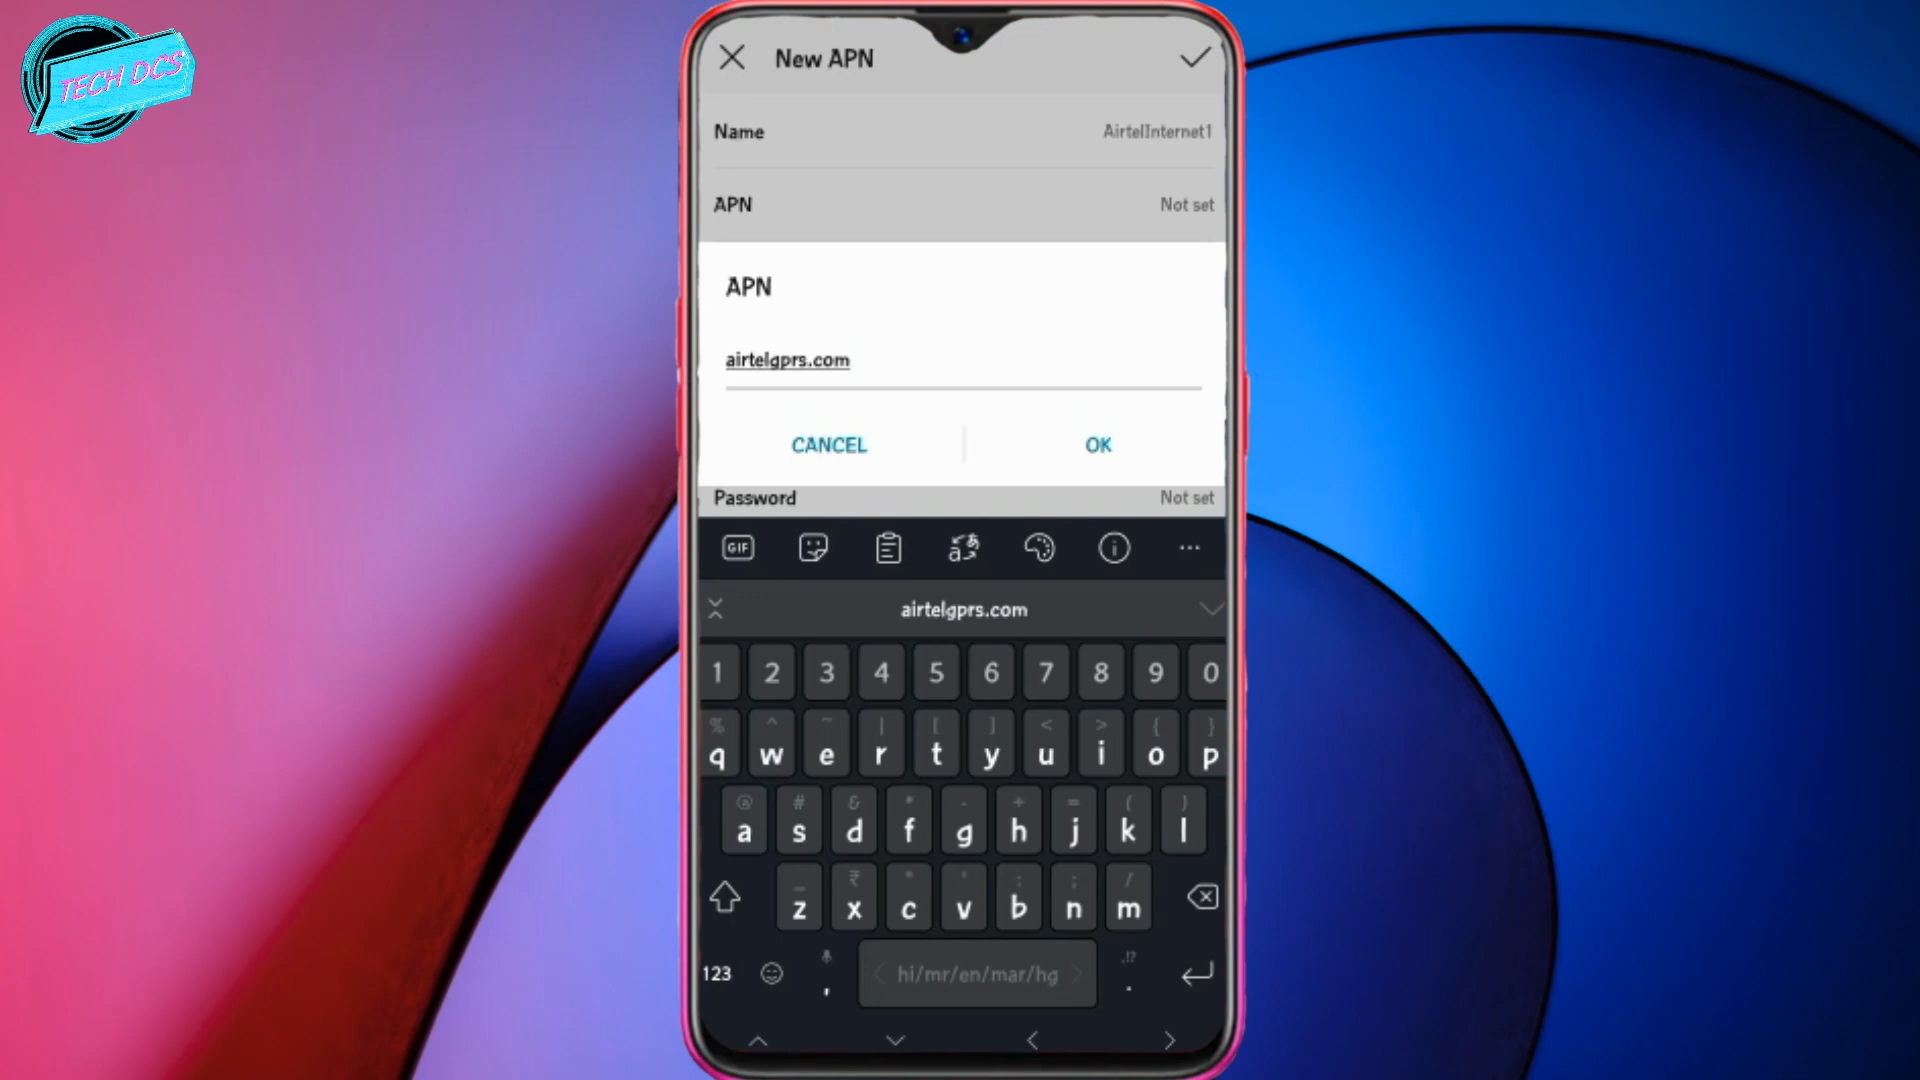 TECH DCS
New APN
Name AirtelInternet1
APN Not set
APN
airtelgprs.com
CANCEL OK
Password Not set
GIF
airtelgprs.com
1 2 3 4 5 6 7 8 9 0
% ^ ~ | [ ] < > { }
q w e r t y u i o p
@ # & * - + = ( )
a s d f g h j k l
_ ₹ " ' : ; /
z x c v b n m
,!?
123 , hi/mr/en/mar/hg .